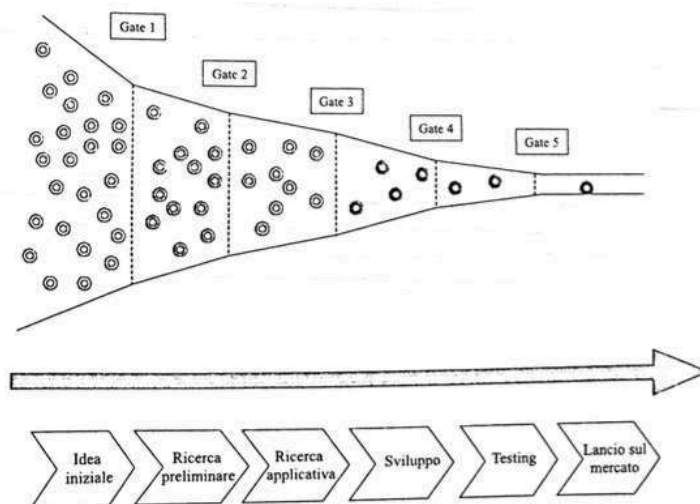 Gate 1
Gate 2
Gate 3
Gate 4
Gate 5
Idea
iniziale
Ricerca
preliminare
Ricerca
applicativa
Sviluppo
Testing
Lancio sul
mercato